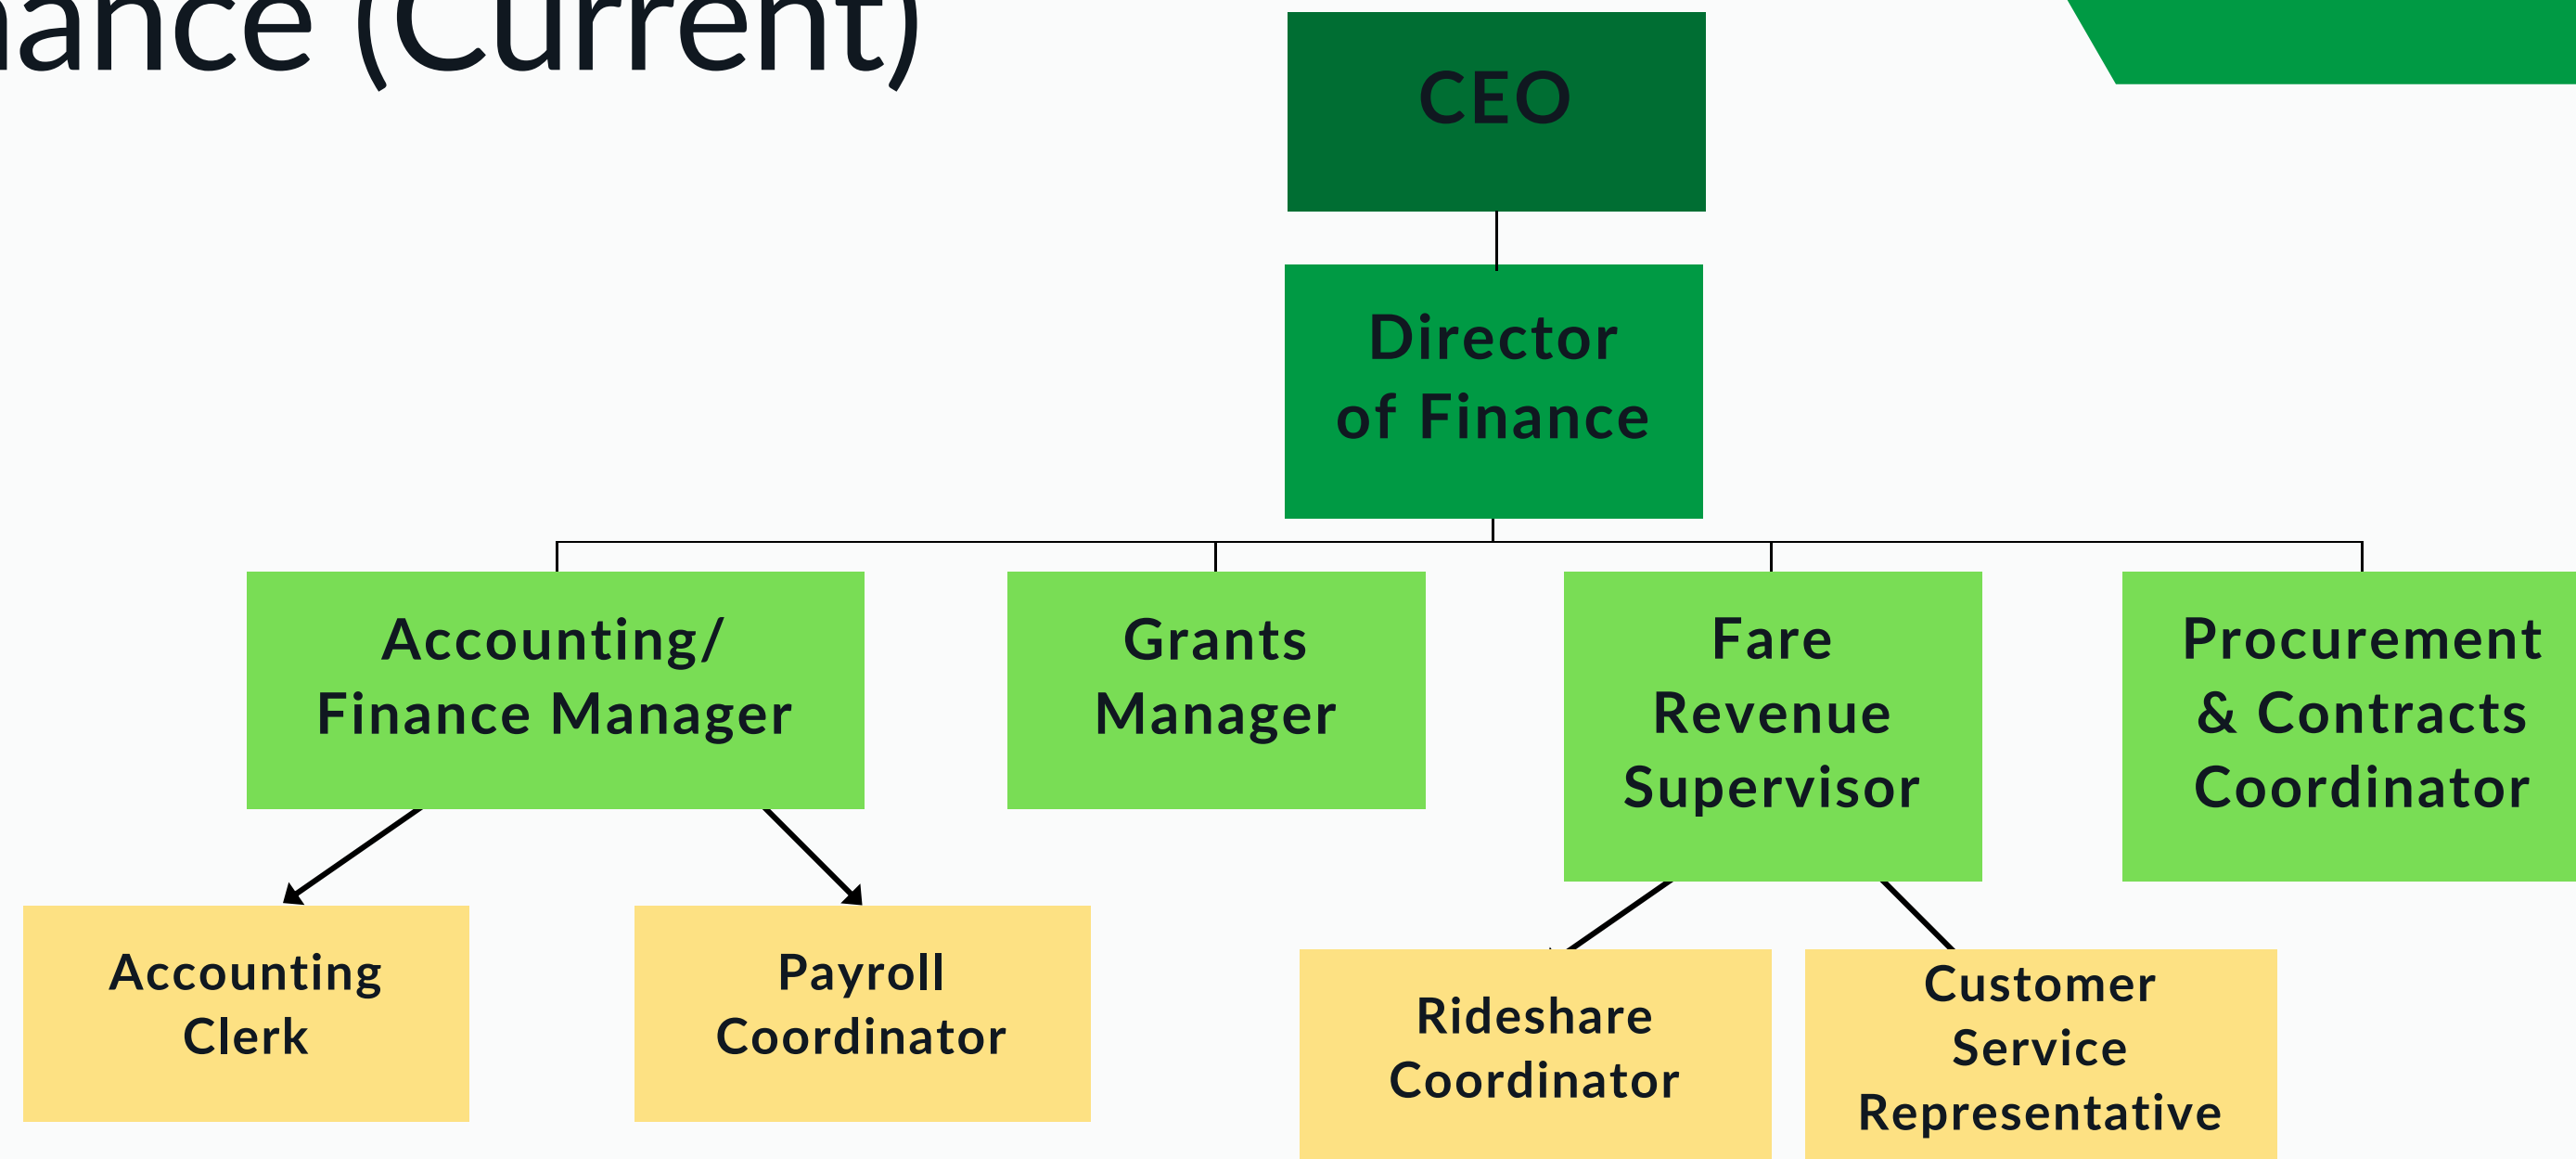 nance (Current)
CEO
Director
of Finance
Accounting/
Finance Manager
Grants
Manager
Fare
Revenue
Supervisor
Procurement
& Contracts
Coordinator
Accounting
Clerk
Payroll
Coordinator
Rideshare
Coordinator
Customer
Service
Representative